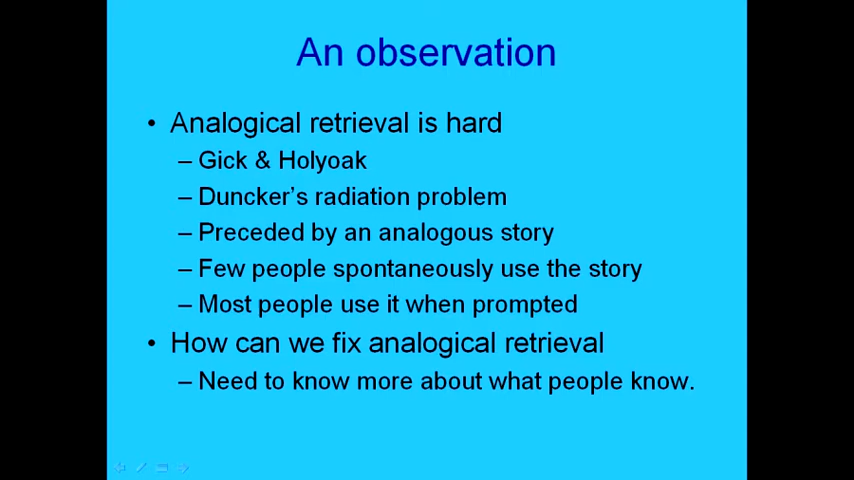 An observation
• Analogical retrieval is hard
– Gick & Holyoak
– Duncker's radiation problem
– Preceded by an analogous story
– Few people spontaneously use the story
– Most people use it when prompted
• How can we fix analogical retrieval
– Need to know more about what people know.